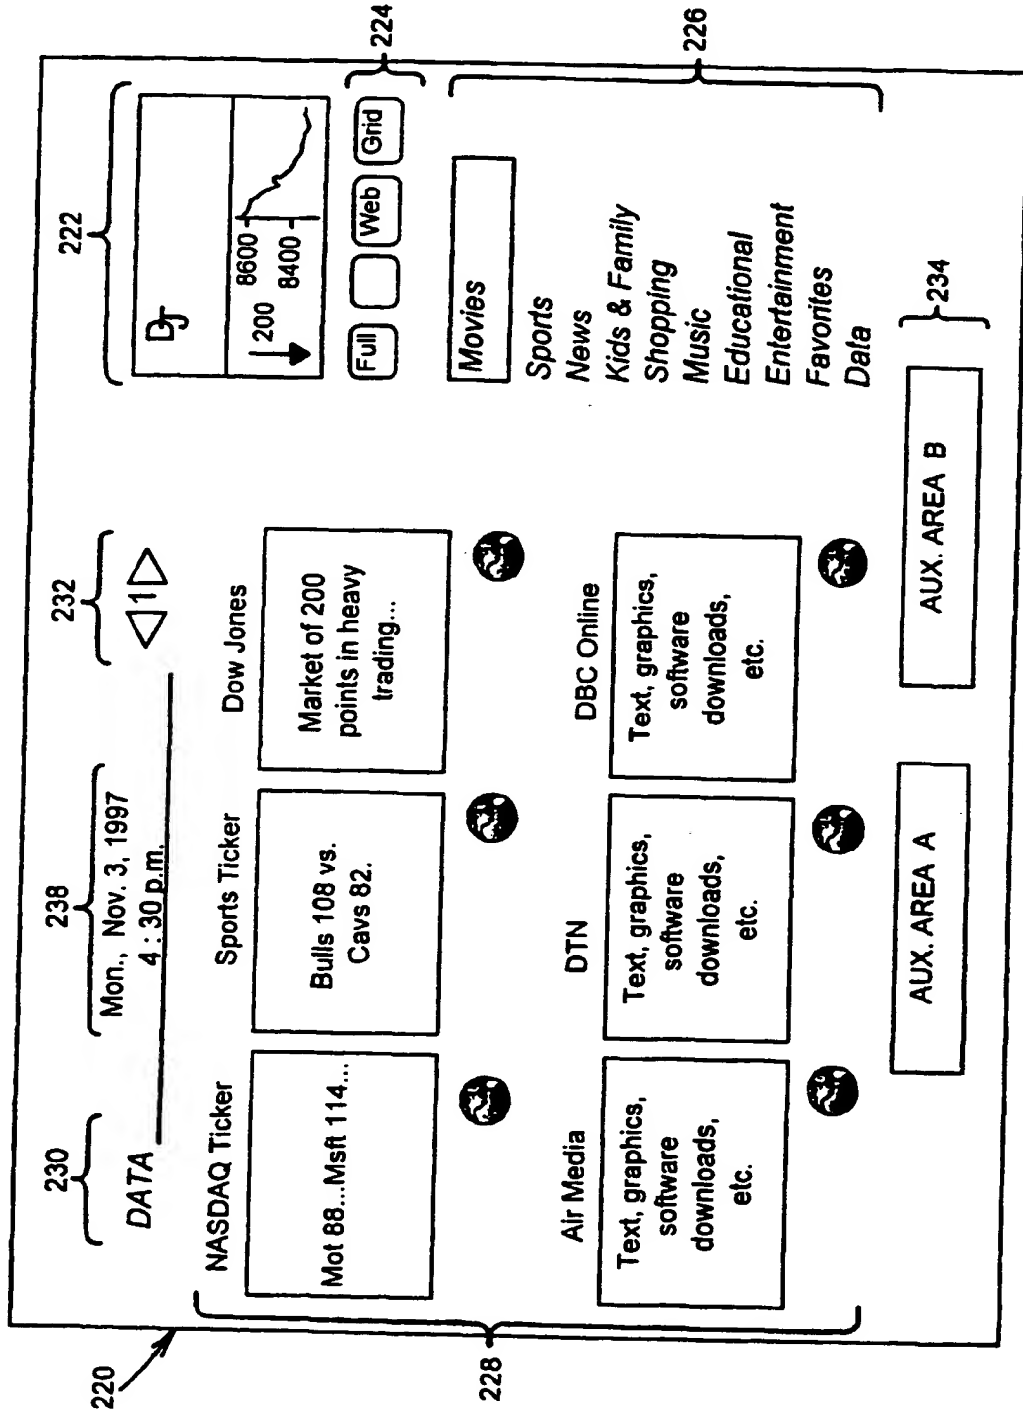 220
230
238
232
222
DATA
Mon., Nov. 3, 1997
4 : 30 p.m.
1
DJ
200
8600
8400
Full
Web
Grid
224
NASDAQ Ticker
Sports Ticker
Dow Jones
Mot 88...Msft 114...
Bulls 108 vs.
Cavs 82.
Market of 200
points in heavy
trading...
Movies
Sports
News
Kids & Family
Shopping
Music
Educational
Entertainment
Favorites
Data
226
228
Air Media
DTN
DBC Online
Text, graphics,
software
downloads,
etc.
Text, graphics,
software
downloads,
etc.
Text, graphics,
software
downloads,
etc.
AUX. AREA A
AUX. AREA B
234